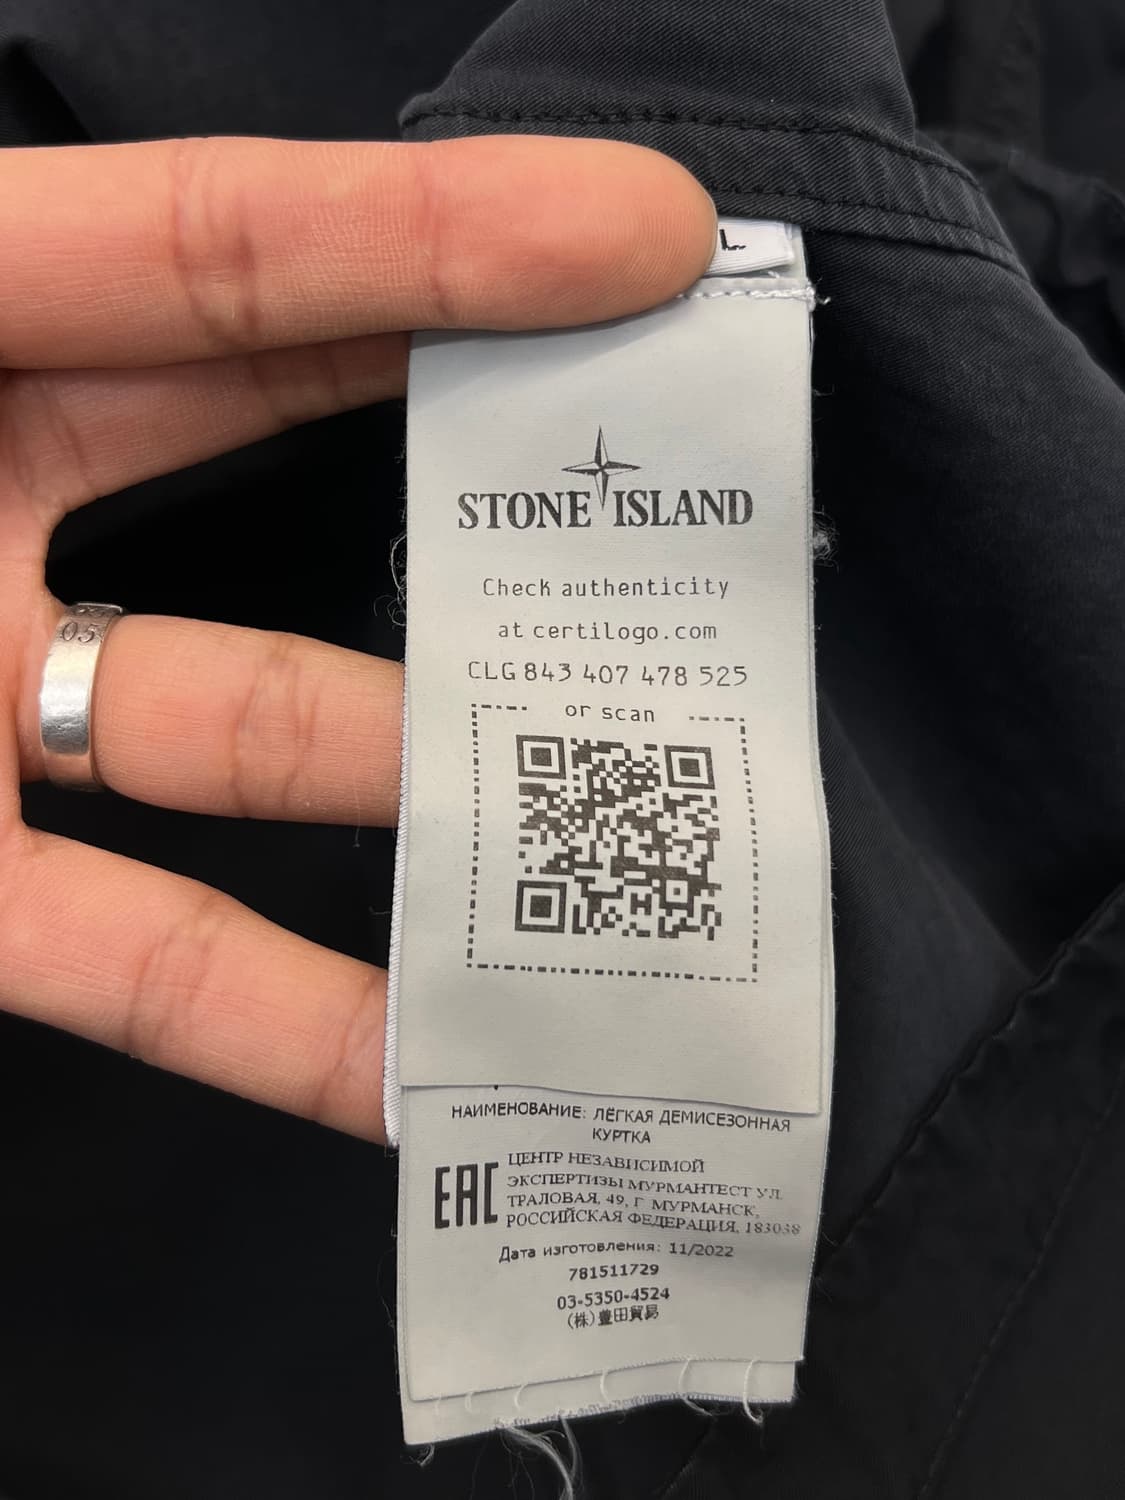 L
STONE ISLAND
Check authenticity
at certilogo.com
CLG 843 407 478 525
or scan
05
НАИМЕНОВАНИЕ: ЛЁГКАЯ ДЕМИСЕЗОННАЯ
КУРТКА
EAC
ЦЕНТР НЕЗАВИСИМОЙ
ЭКСПЕРТИЗЫ МУРМАНТЕСТ УЛ.
ТРАЛОВАЯ, 49, Г МУРМАНСК,
РОССИЙСКАЯ ФЕДЕРАЦИЯ, 183038
Дата изготовления: 11/2022
781511729
03-5350-4524
(株)豊田貿易